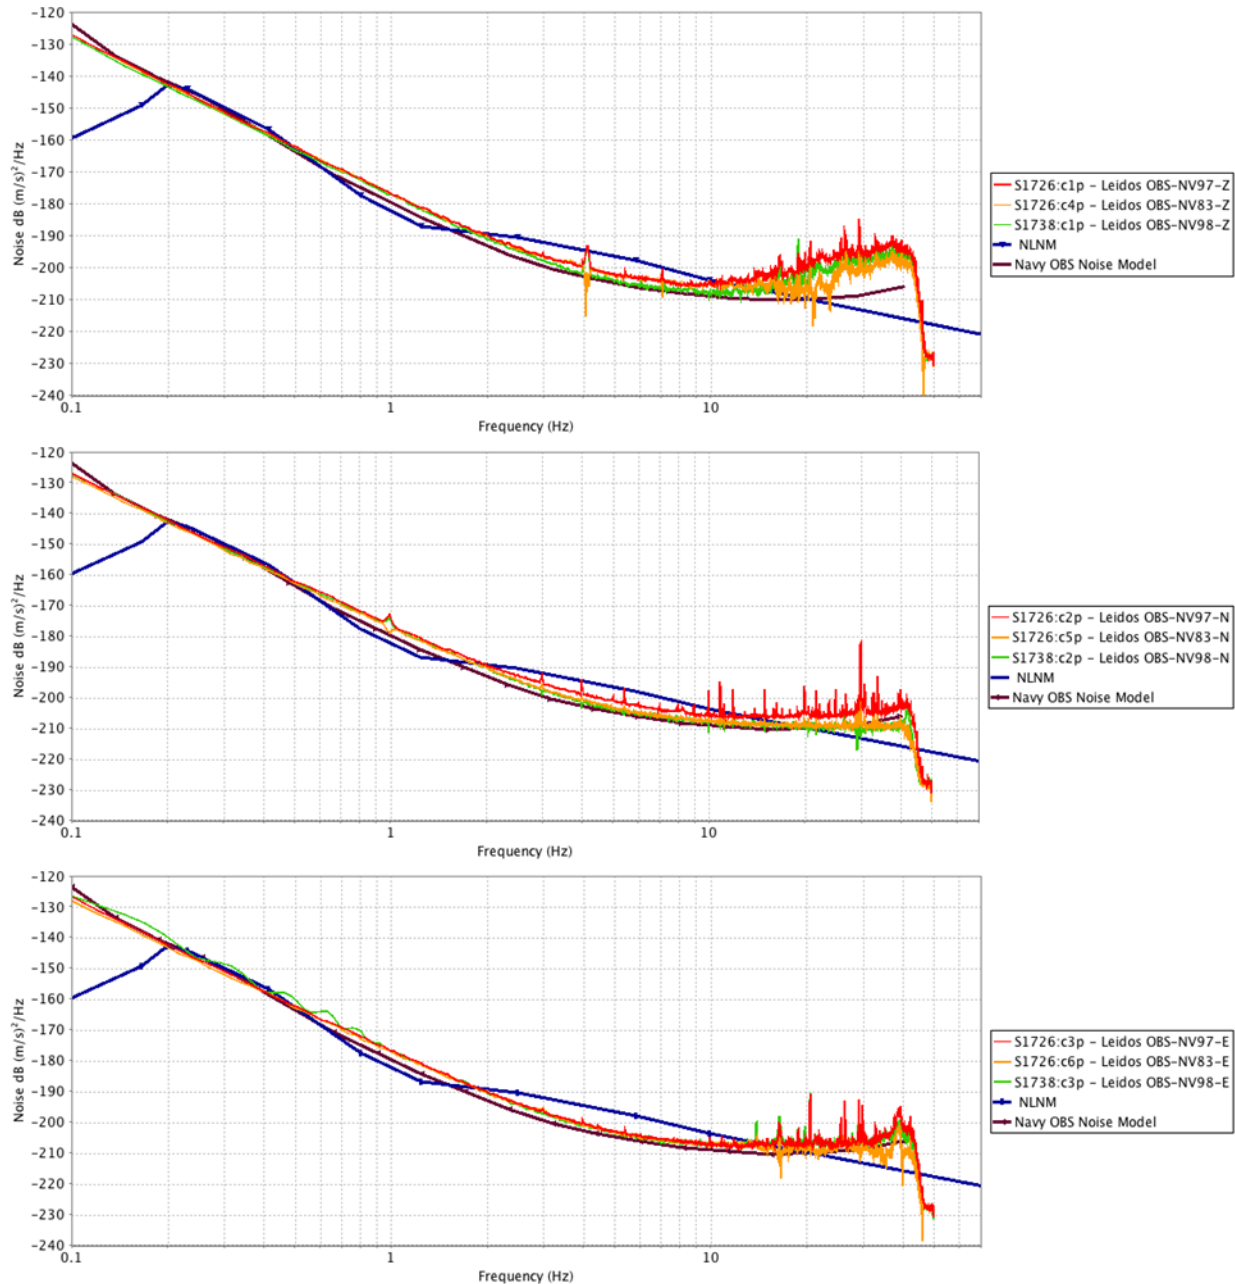 -120
-130
-140
-150
-160
-170
-180
-190
-200
-210
-220
-230
-240
Noise dB (m/s)²/Hz
0.1 1 10
Frequency (Hz)
S1726:c1p - Leidos OBS-NV97-Z
S1726:c4p - Leidos OBS-NV83-Z
S1738:c1p - Leidos OBS-NV98-Z
NLNM
Navy OBS Noise Model
-120
-130
-140
-150
-160
-170
-180
-190
-200
-210
-220
-230
-240
Noise dB (m/s)²/Hz
0.1 1 10
Frequency (Hz)
S1726:c2p - Leidos OBS-NV97-N
S1726:c5p - Leidos OBS-NV83-N
S1738:c2p - Leidos OBS-NV98-N
NLNM
Navy OBS Noise Model
-120
-130
-140
-150
-160
-170
-180
-190
-200
-210
-220
-230
-240
Noise dB (m/s)²/Hz
0.1 1 10
Frequency (Hz)
S1726:c3p - Leidos OBS-NV97-E
S1726:c6p - Leidos OBS-NV83-E
S1738:c3p - Leidos OBS-NV98-E
NLNM
Navy OBS Noise Model